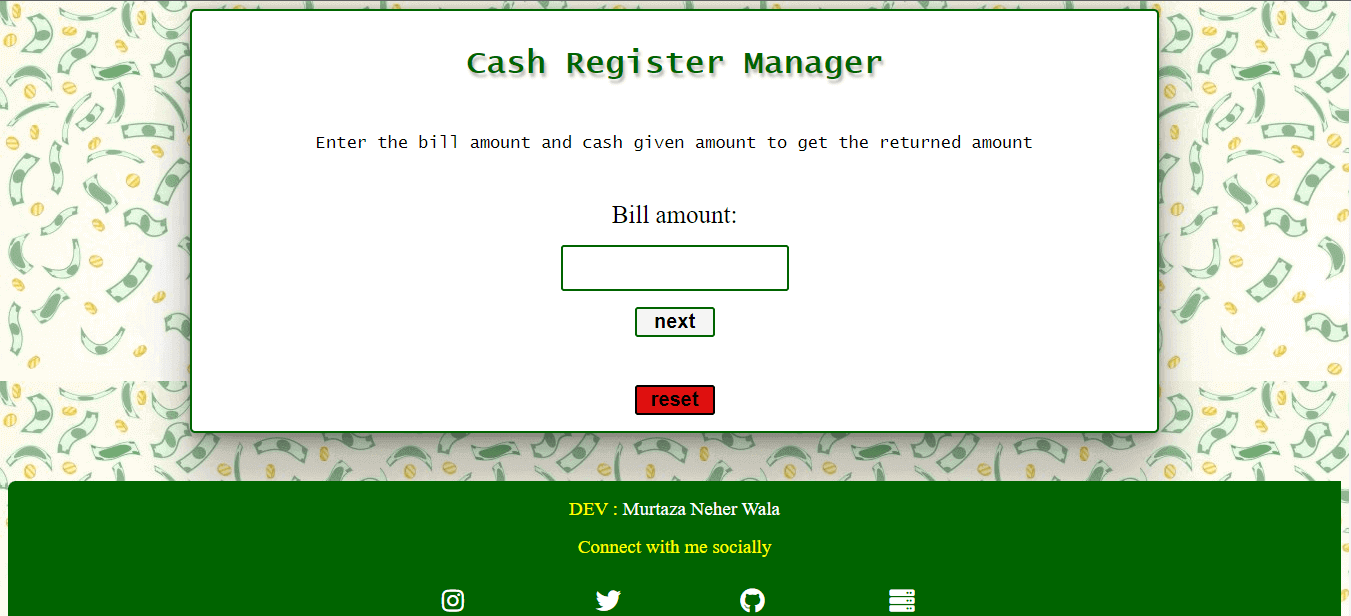 Cash Register Manager
Enter the bill amount and cash given amount to get the returned amount
Bill amount:
next
reset
DEV : Murtaza Neher Wala
Connect with me socially